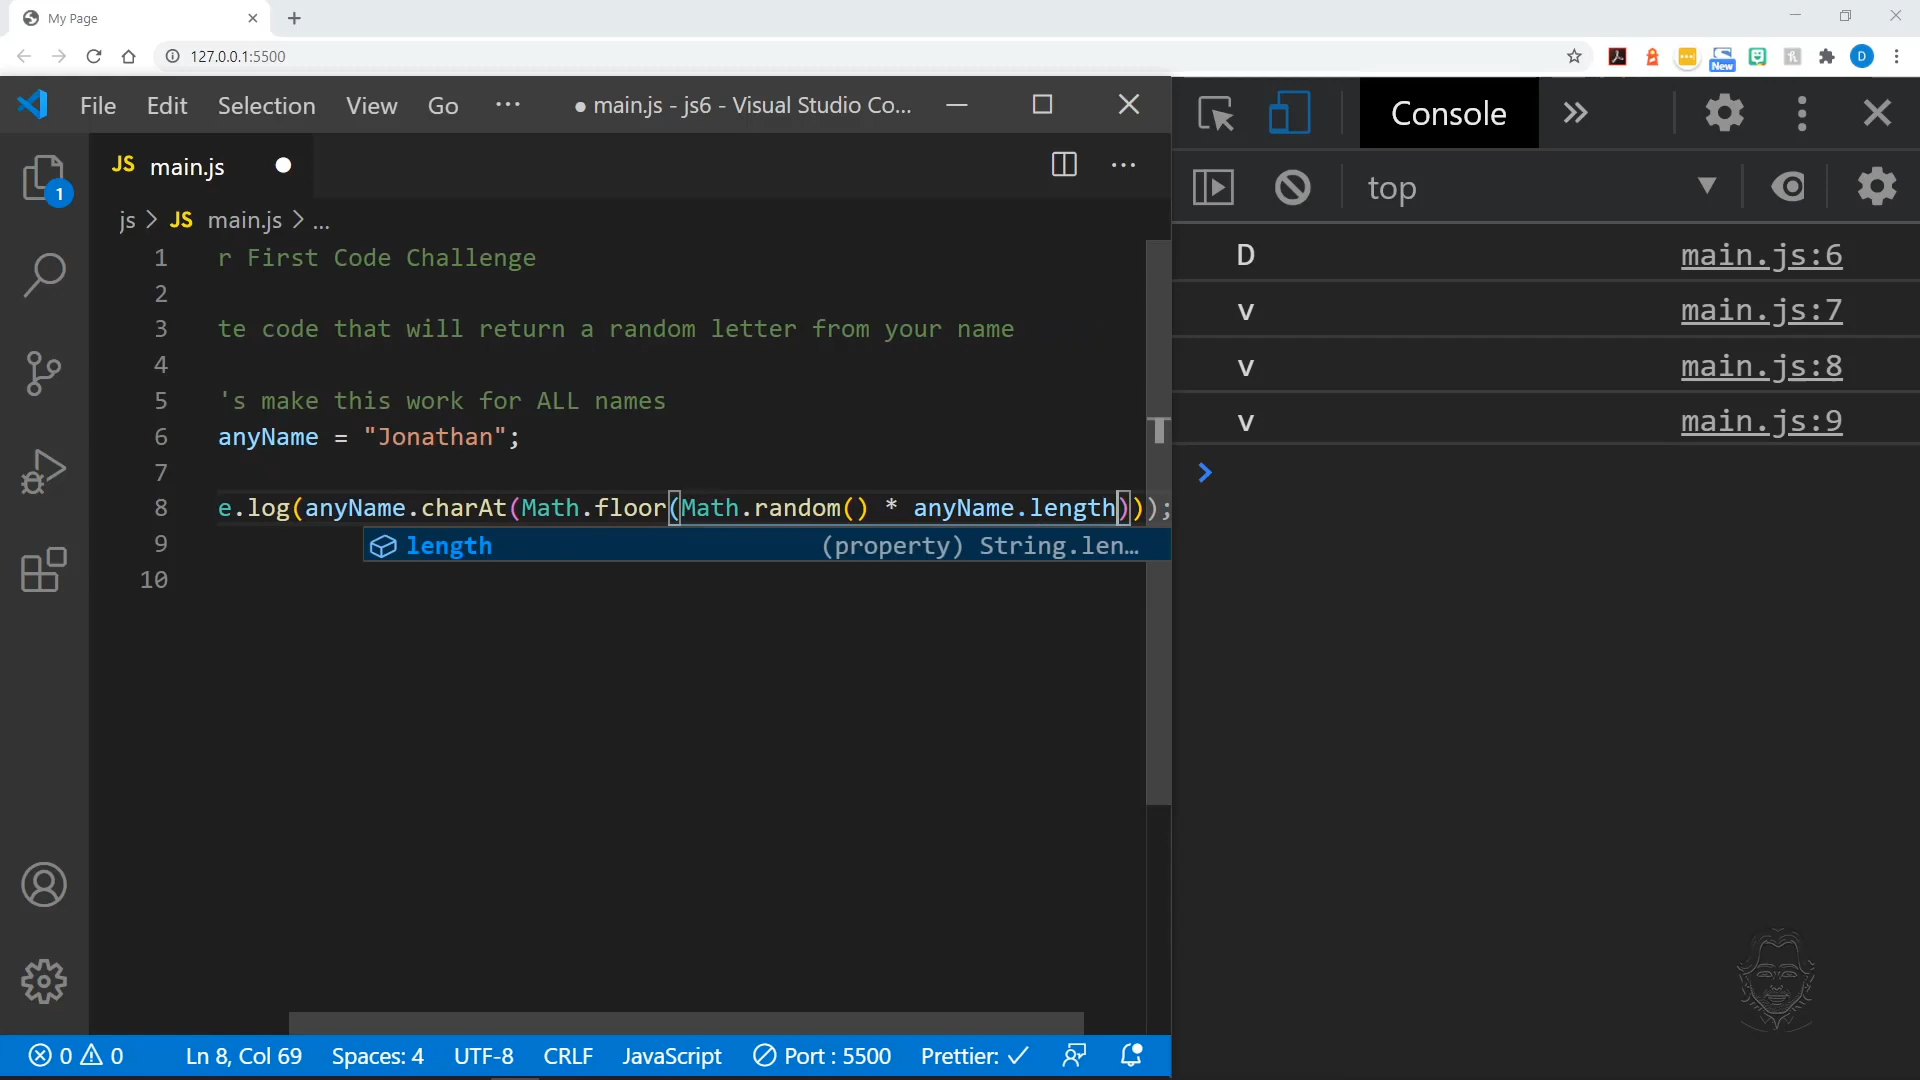 My Page
127.0.0.1:5500
New
D
File Edit Selection View Go ··· ● main.js - js6 - Visual Studio Co...
JS main.js
1
js > JS main.js > ...
1 r First Code Challenge
2
3 te code that will return a random letter from your name
4
5 's make this work for ALL names
6 anyName = "Jonathan";
7
8 e.log(anyName.charAt(Math.floor(Math.random() * anyName.length)));
9 length (property) String.len…
10
0 0 Ln 8, Col 69 Spaces: 4 UTF-8 CRLF JavaScript Port : 5500 Prettier: ✓
Console
top
D main.js:6
v main.js:7
v main.js:8
v main.js:9